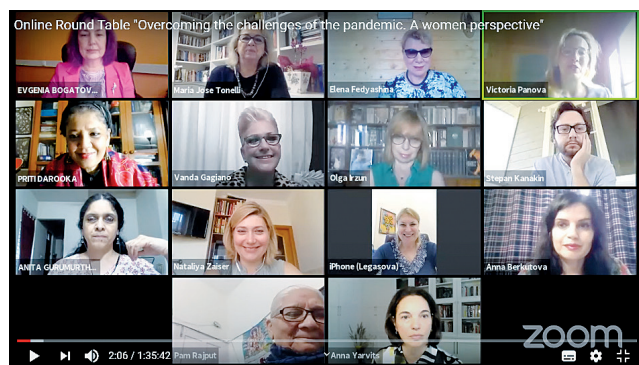 Online Round Table "Overcoming the challenges of the pandemic. A women perspective"
EVGENIA BOGATOV...
Maria Jose Tonelli
Elena Fedyashina
Victoria Panova
PRITI DAROOKA
Vanda Gagiano
Olga Irzun
Stepan Kanakin
ANITA GURUMURTH...
Nataliya Zaiser
iPhone (Legasova)
Anna Berkutova
Pam Rajput
Anna Yarvits
zoom
2:06 / 1:35:42